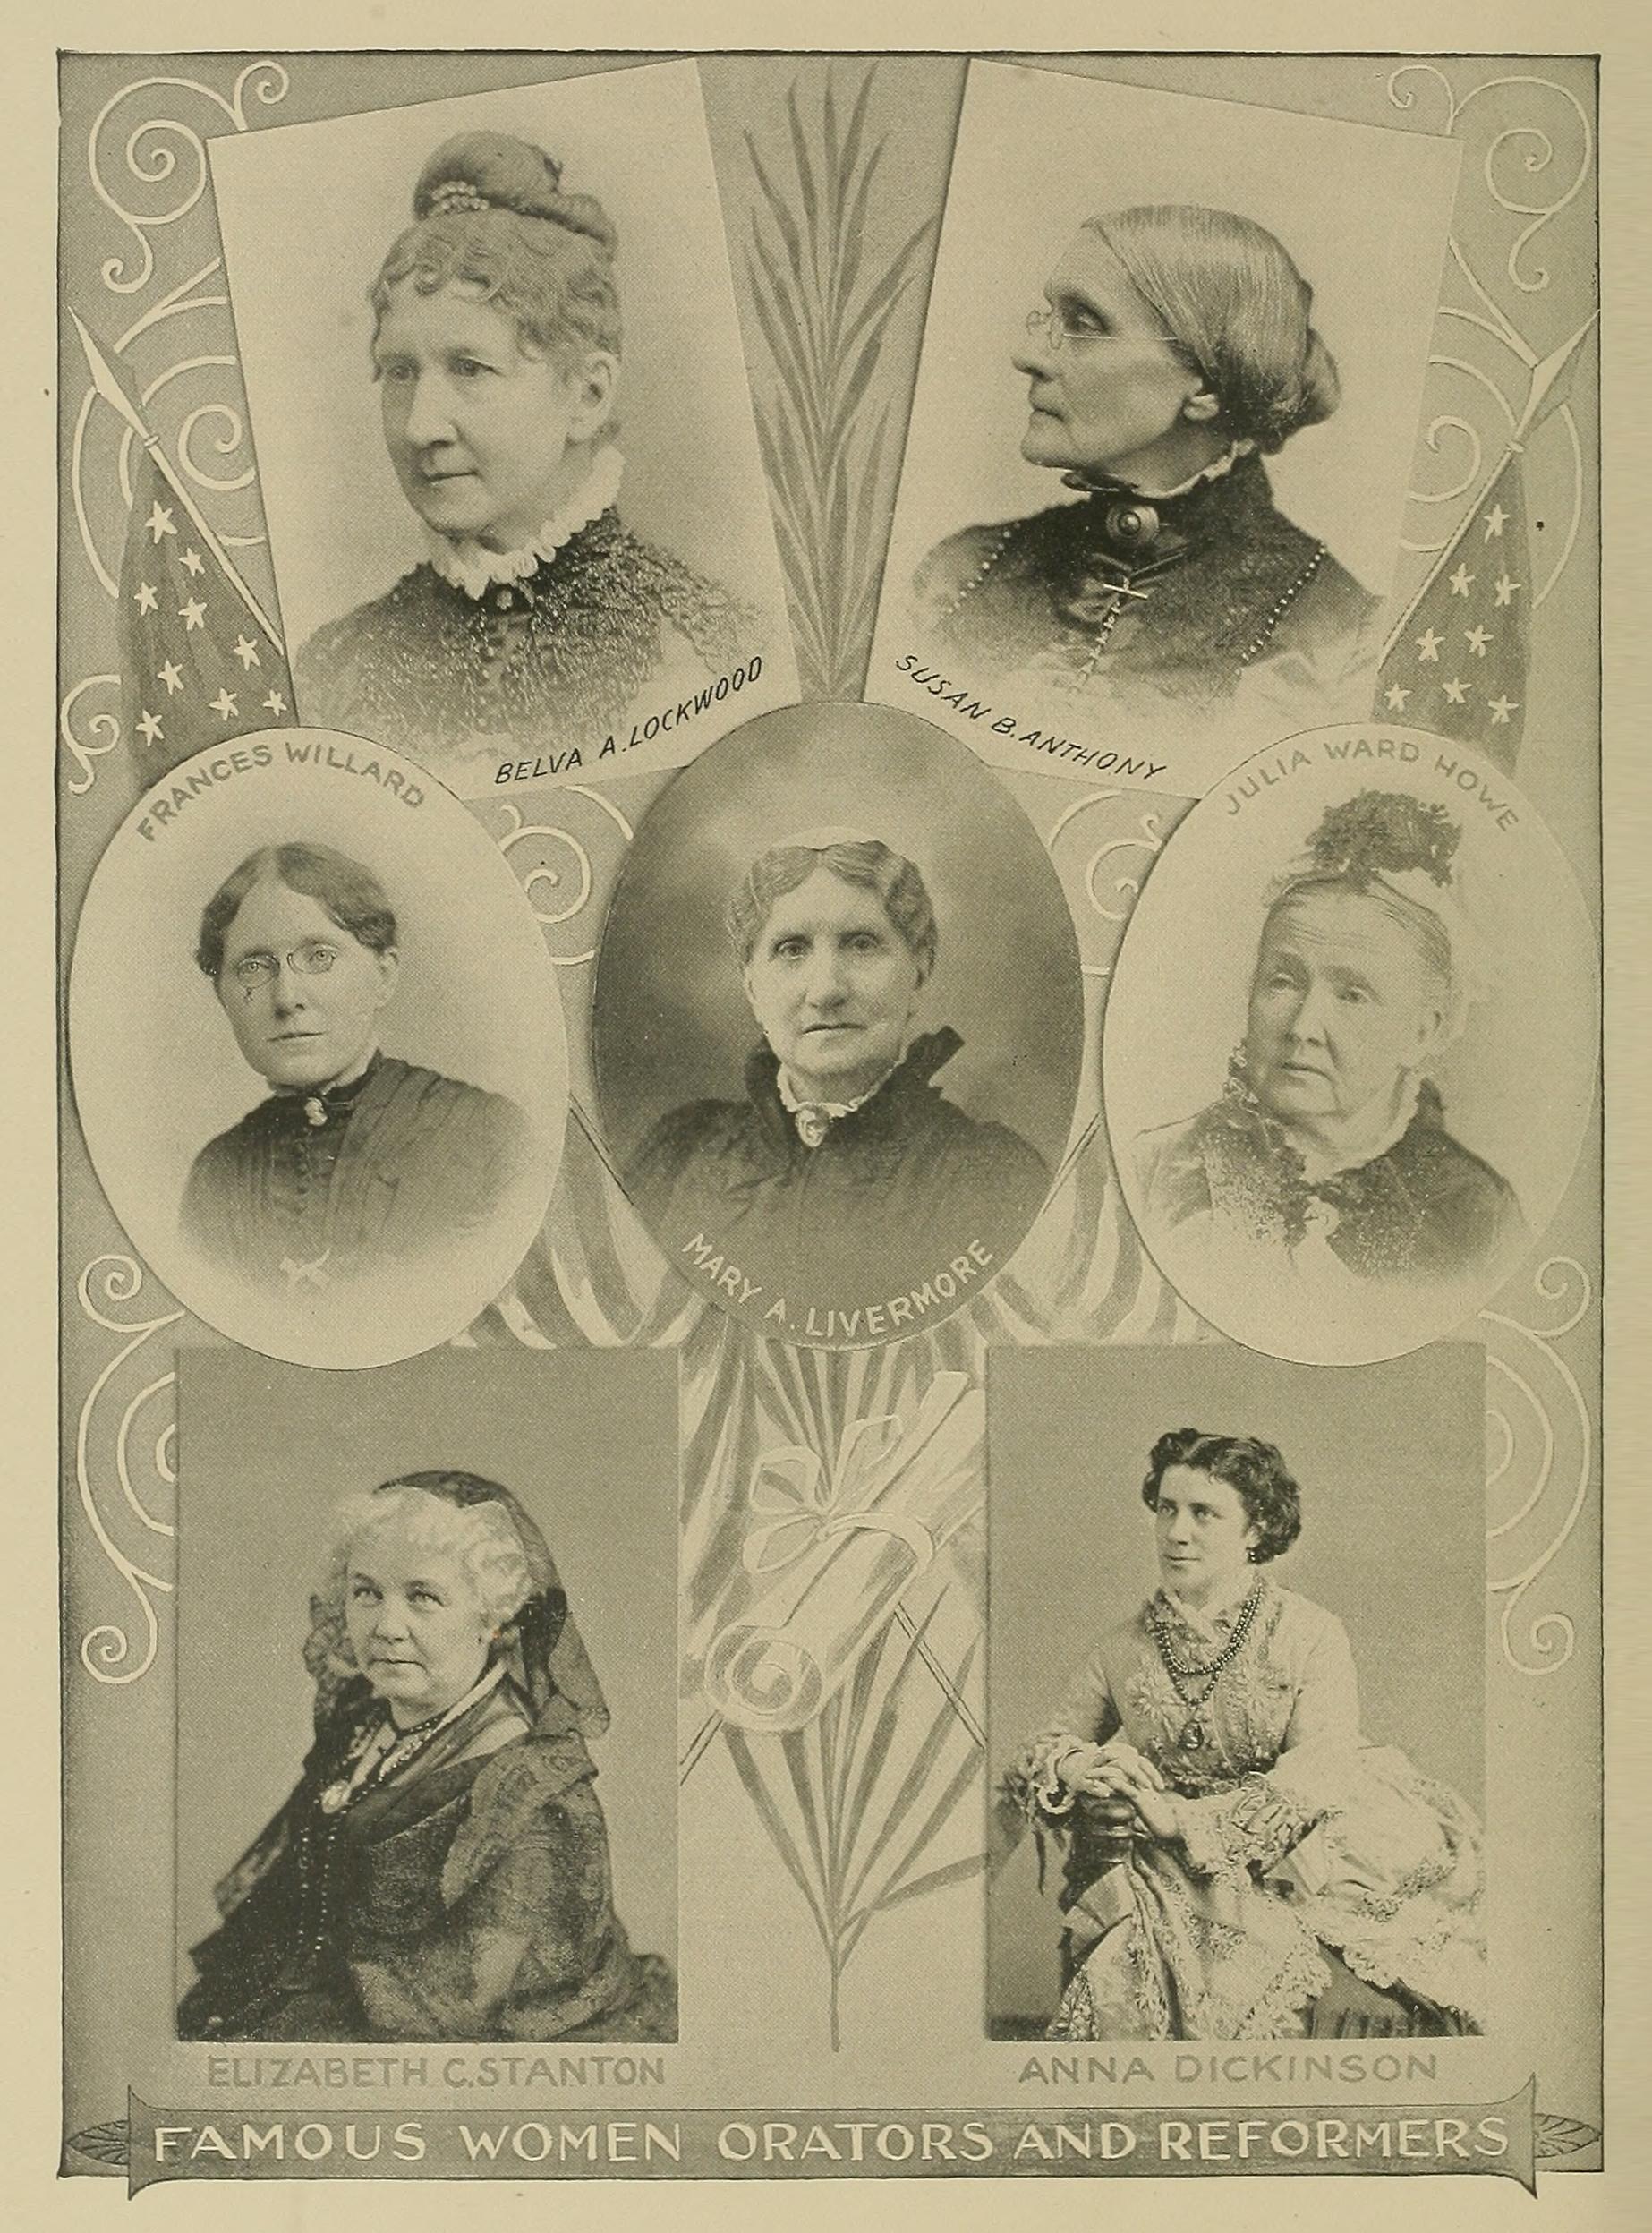 BELVA A. LOCKWOOD
SUSAN B. ANTHONY
FRANCES WILLARD
MARY A. LIVERMORE
JULIA WARD HOWE
ELIZABETH C. STANTON
ANNA DICKINSON
FAMOUS WOMEN ORATORS AND REFORMERS